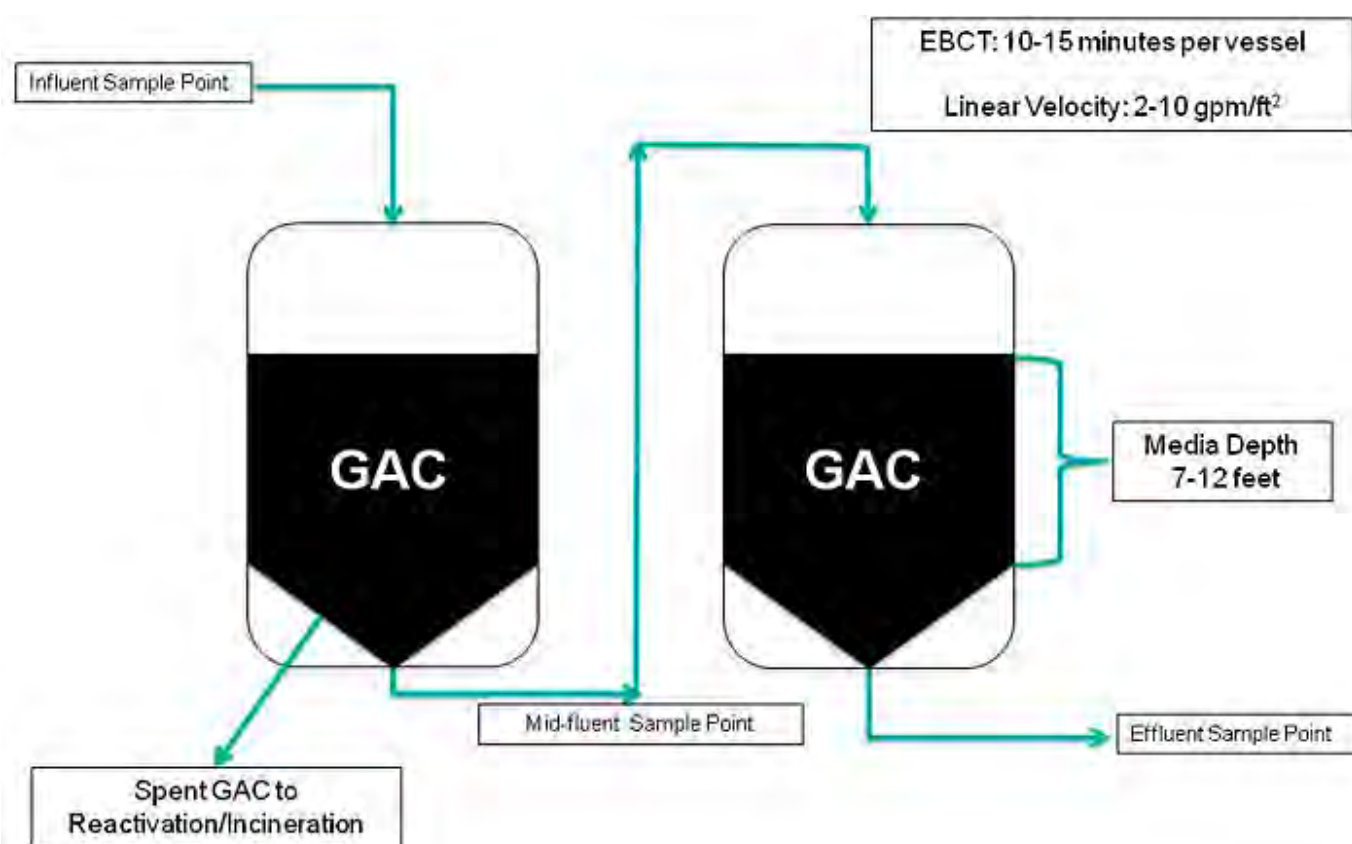 EBCT: 10-15 minutes per vessel
Linear Velocity: 2-10 gpm/ft²
Influent Sample Point
GAC
GAC
Media Depth
7-12 feet
Mid-fluent Sample Point
Effluent Sample Point
Spent GAC to
Reactivation/Incineration